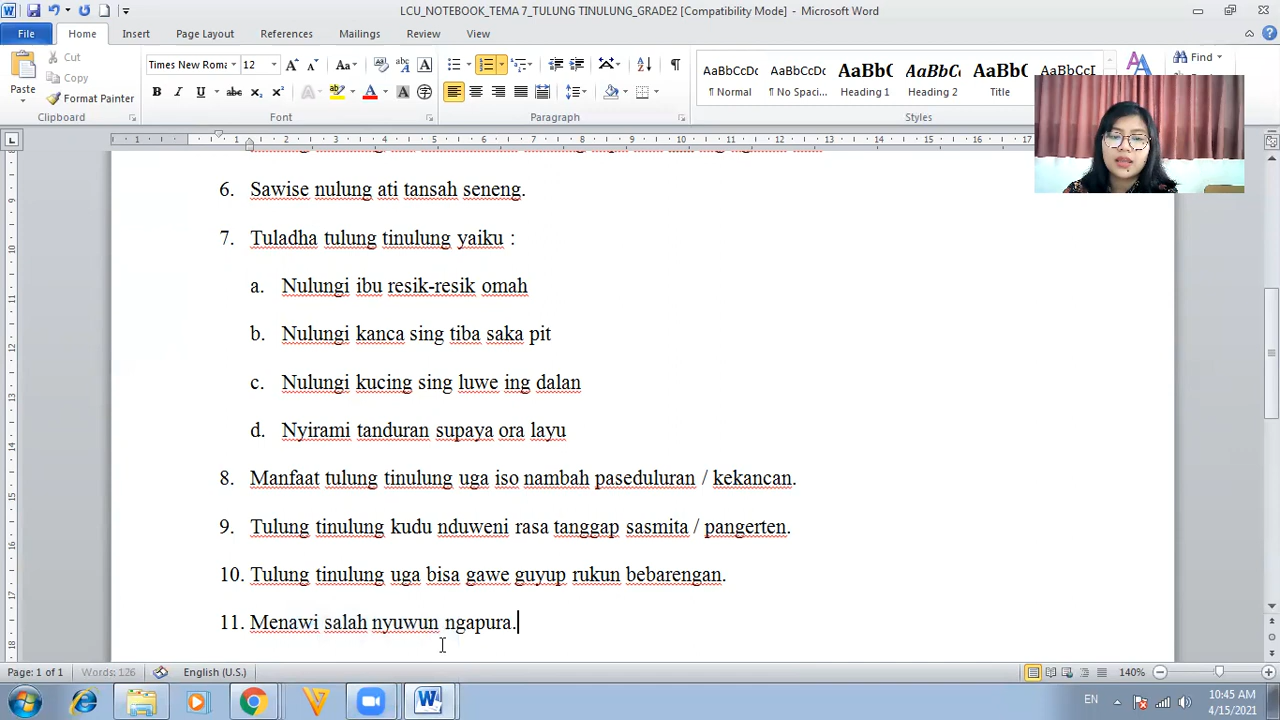 LCU_NOTEBOOK_TEMA 7_TULUNG TINULUNG_GRADE2 [Compatibility Mode] - Microsoft Word
File Home Insert Page Layout References Mailings Review View
Cut
Copy
Format Painter
Paste
Times New Roma 12
AaBbCcDc AaBbCcDc AaBbC AaBbCc AaBbC AaBbCcI
¶ Normal ¶ No Spaci... Heading 1 Heading 2 Title
Find
Clipboard Font Paragraph Styles
6. Sawise nulung ati tansah seneng.
7. Tuladha tulung tinulung yaiku :
a. Nulungi ibu resik-resik omah
b. Nulungi kanca sing tiba saka pit
c. Nulungi kucing sing luwe ing dalan
d. Nyirami tanduran supaya ora layu
8. Manfaat tulung tinulung uga iso nambah paseduluran / kekancan.
9. Tulung tinulung kudu nduweni rasa tanggap sasmita / pangerten.
10. Tulung tinulung uga bisa gawe guyup rukun bebarengan.
11. Menawi salah nyuwun ngapura.
Page: 1 of 1 Words: 126 English (U.S.) 140%
EN 10:45 AM
4/15/2021